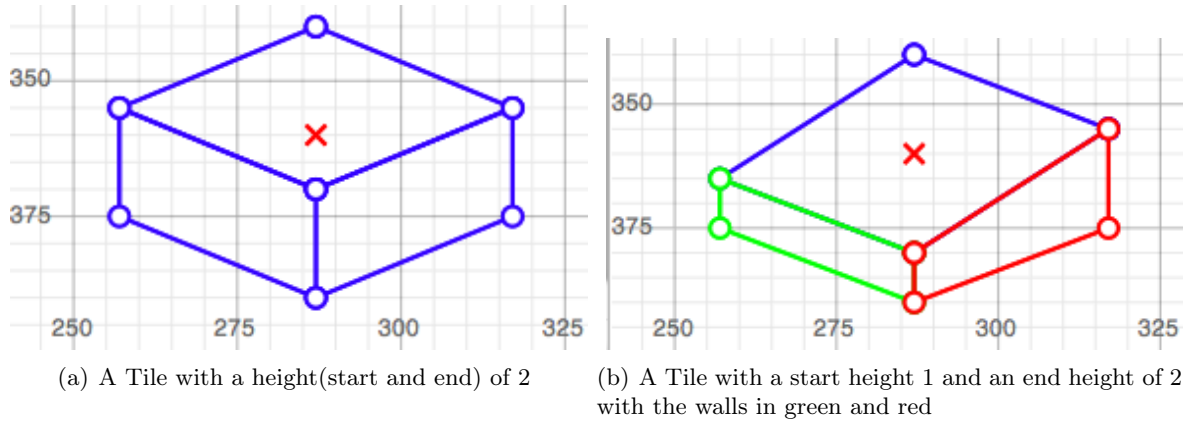 350
375
250 275 300 325
(a) A Tile with a height(start and end) of 2
350
375
250 275 300 325
(b) A Tile with a start height 1 and an end height of 2
with the walls in green and red